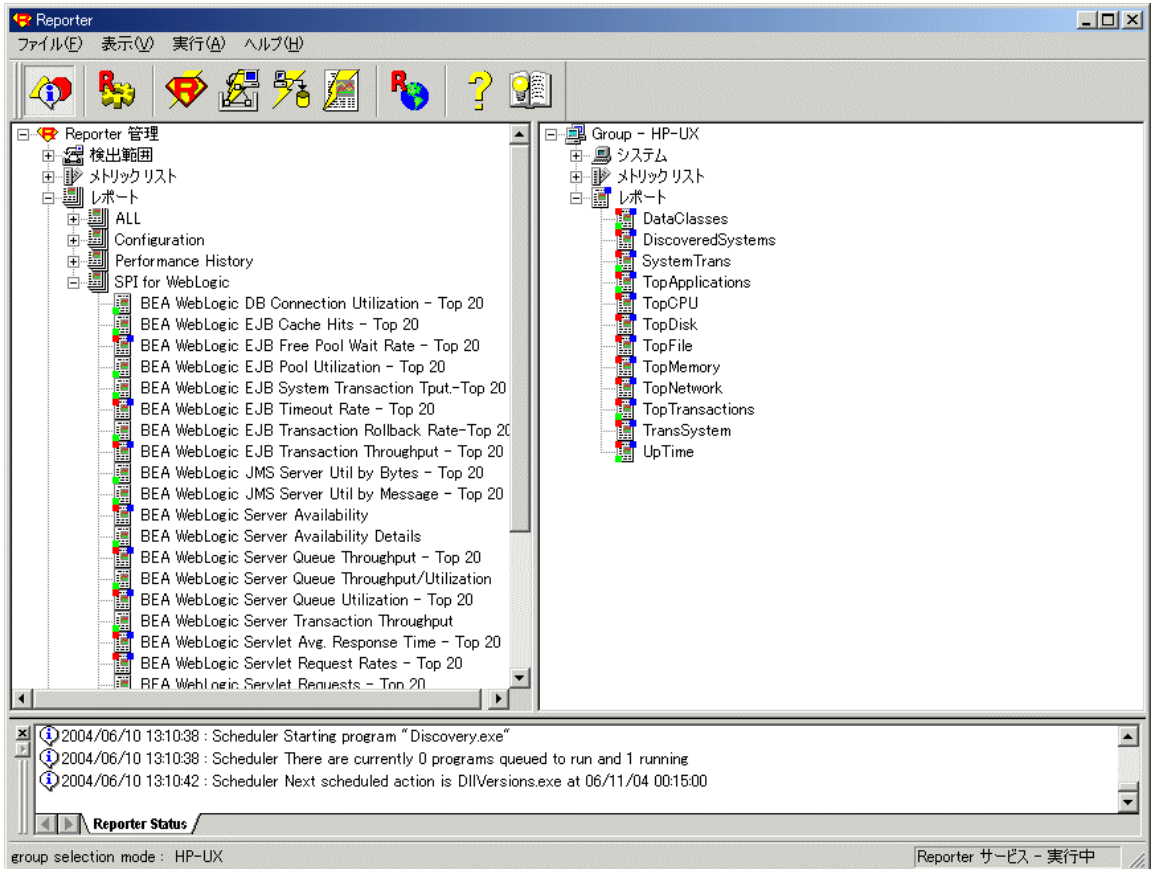 Reporter
ファイル(F) 表示(V) 実行(A) ヘルプ(H)
Reporter 管理
検出範囲
メトリック リスト
レポート
ALL
Configuration
Performance History
SPI for WebLogic
BEA WebLogic DB Connection Utilization - Top 20
BEA WebLogic EJB Cache Hits - Top 20
BEA WebLogic EJB Free Pool Wait Rate - Top 20
BEA WebLogic EJB Pool Utilization - Top 20
BEA WebLogic EJB System Transaction Tput.-Top 20
BEA WebLogic EJB Timeout Rate - Top 20
BEA WebLogic EJB Transaction Rollback Rate-Top 20
BEA WebLogic EJB Transaction Throughput - Top 20
BEA WebLogic JMS Server Util by Bytes - Top 20
BEA WebLogic JMS Server Util by Message - Top 20
BEA WebLogic Server Availability
BEA WebLogic Server Availability Details
BEA WebLogic Server Queue Throughput - Top 20
BEA WebLogic Server Queue Throughput/Utilization
BEA WebLogic Server Queue Utilization - Top 20
BEA WebLogic Server Transaction Throughput
BEA WebLogic Servlet Avg. Response Time - Top 20
BEA WebLogic Servlet Request Rates - Top 20
BEA WebLogic Servlet Requests - Top 20
Group - HP-UX
システム
メトリック リスト
レポート
DataClasses
DiscoveredSystems
SystemTrans
TopApplications
TopCPU
TopDisk
TopFile
TopMemory
TopNetwork
TopTransactions
TransSystem
UpTime
2004/06/10 13:10:38 : Scheduler Starting program "Discovery.exe"
2004/06/10 13:10:38 : Scheduler There are currently 0 programs queued to run and 1 running
2004/06/10 13:10:42 : Scheduler Next scheduled action is DllVersions.exe at 06/11/04 00:15:00
Reporter Status
group selection mode : HP-UX
Reporter サービス - 実行中